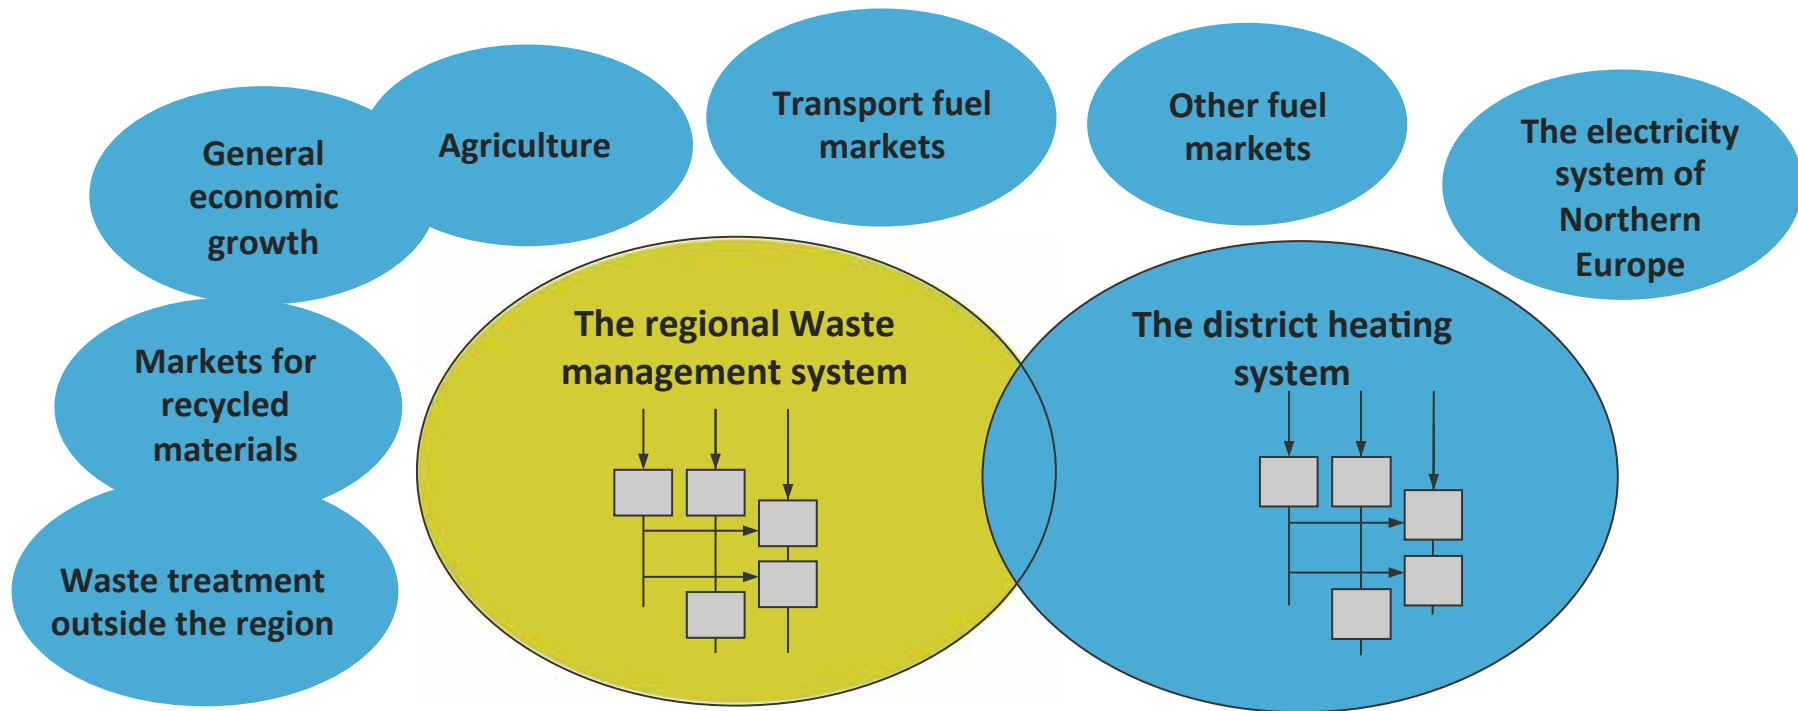 General
economic
growth
Agriculture
Transport fuel
markets
Other fuel
markets
The electricity
system of
Northern
Europe
Markets for
recycled
materials
Waste treatment
outside the region
The regional Waste
management system
The district heating
system